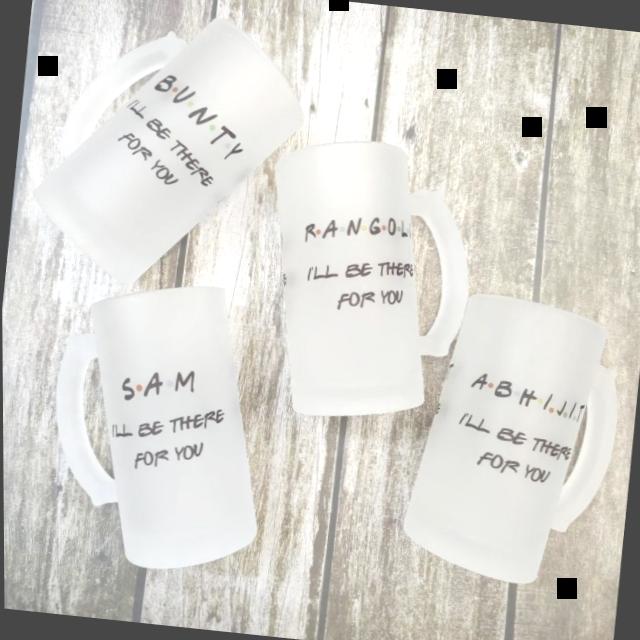 B·U·N·T·Y
I'LL BE THERE
FOR YOU
R·A·N·G·O·L
I'LL BE THERE
FOR YOU
S·A·M
I'LL BE THERE
FOR YOU
A·B·H·I·J·I·T
I'LL BE THERE
FOR YOU